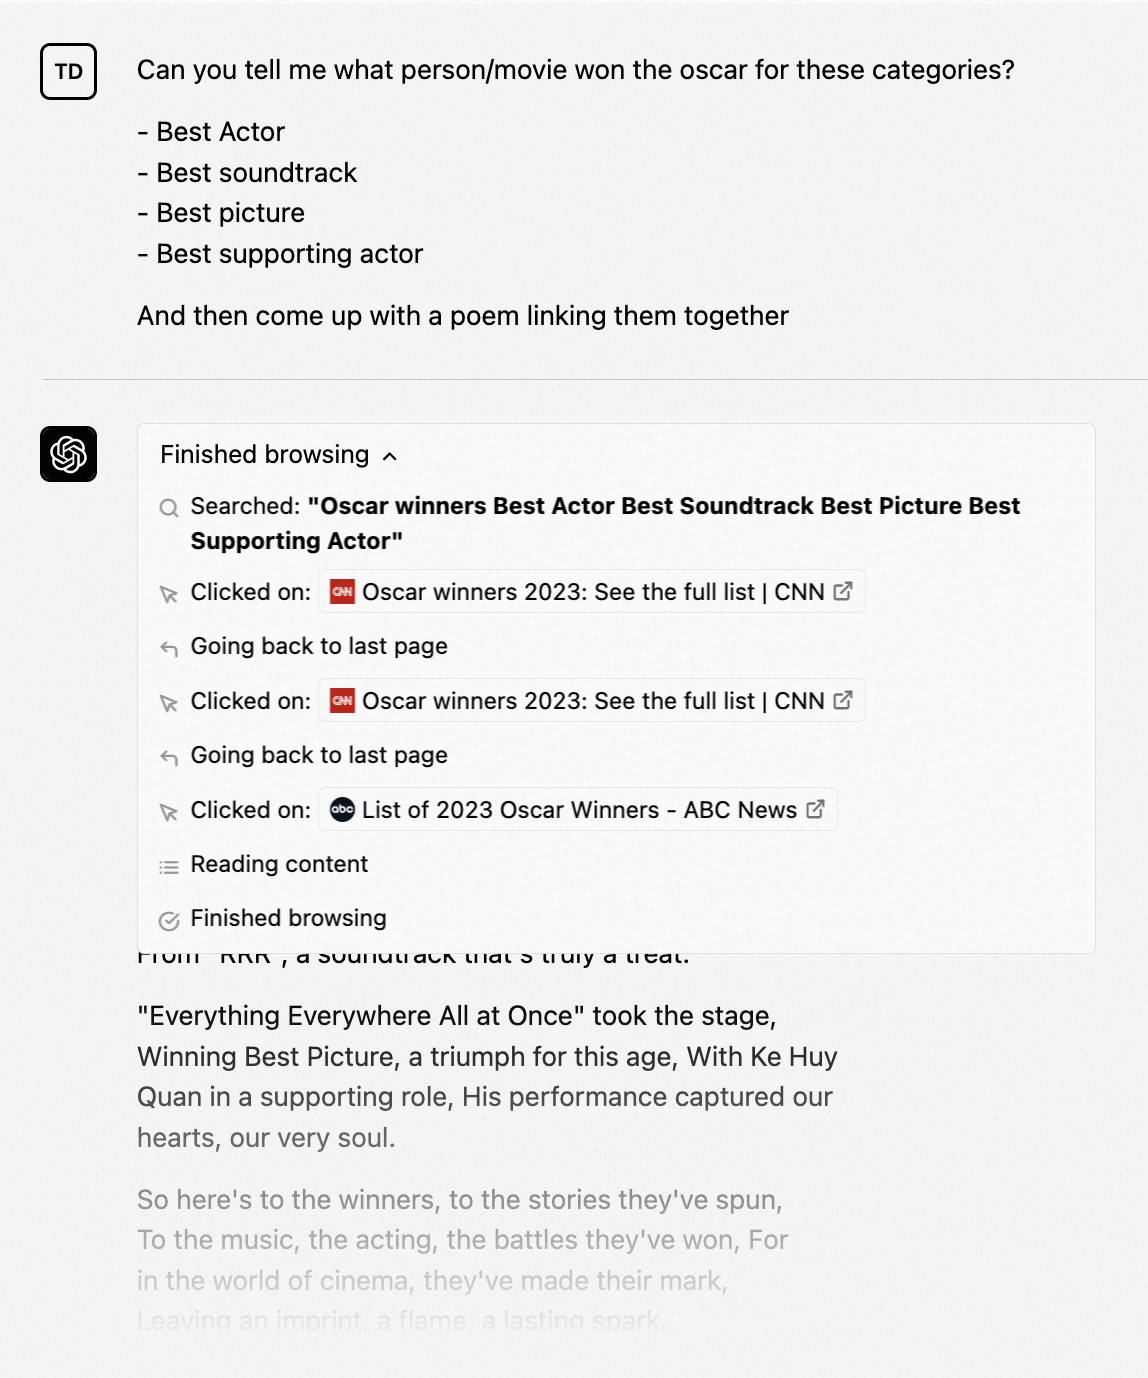 TD
Can you tell me what person/movie won the oscar for these categories?
- Best Actor
- Best soundtrack
- Best picture
- Best supporting actor
And then come up with a poem linking them together
Finished browsing
Searched: "Oscar winners Best Actor Best Soundtrack Best Picture Best
Supporting Actor"
Clicked on: CNN Oscar winners 2023: See the full list | CNN
Going back to last page
Clicked on: CNN Oscar winners 2023: See the full list | CNN
Going back to last page
Clicked on: abc List of 2023 Oscar Winners - ABC News
Reading content
Finished browsing
From "RRR", a soundtrack that's truly a treat.
"Everything Everywhere All at Once" took the stage,
Winning Best Picture, a triumph for this age, With Ke Huy
Quan in a supporting role, His performance captured our
hearts, our very soul.
So here's to the winners, to the stories they've spun,
To the music, the acting, the battles they've won, For
in the world of cinema, they've made their mark,
Leaving an imprint, a flame, a lasting spark.